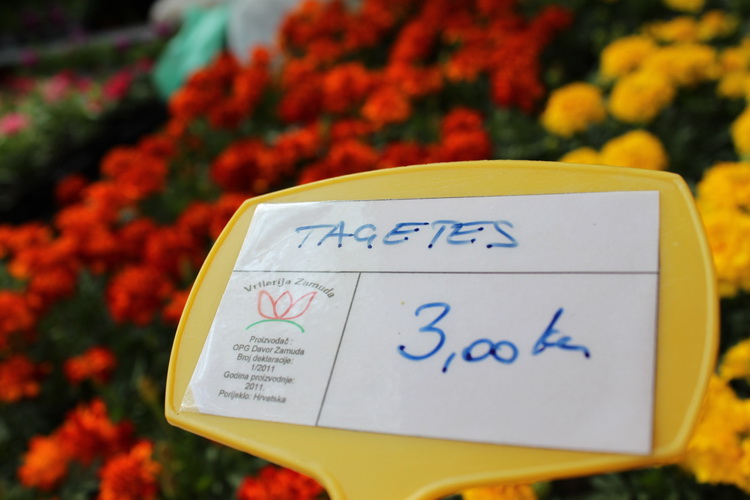 TAGETES
Vrtlarija Zamuda
Proizvođač:
OPG Davor Zamuda
Broj deklaracije:
1/2011
Godina proizvodnje:
2011.
Porijeklo: Hrvatska
3,00 kn